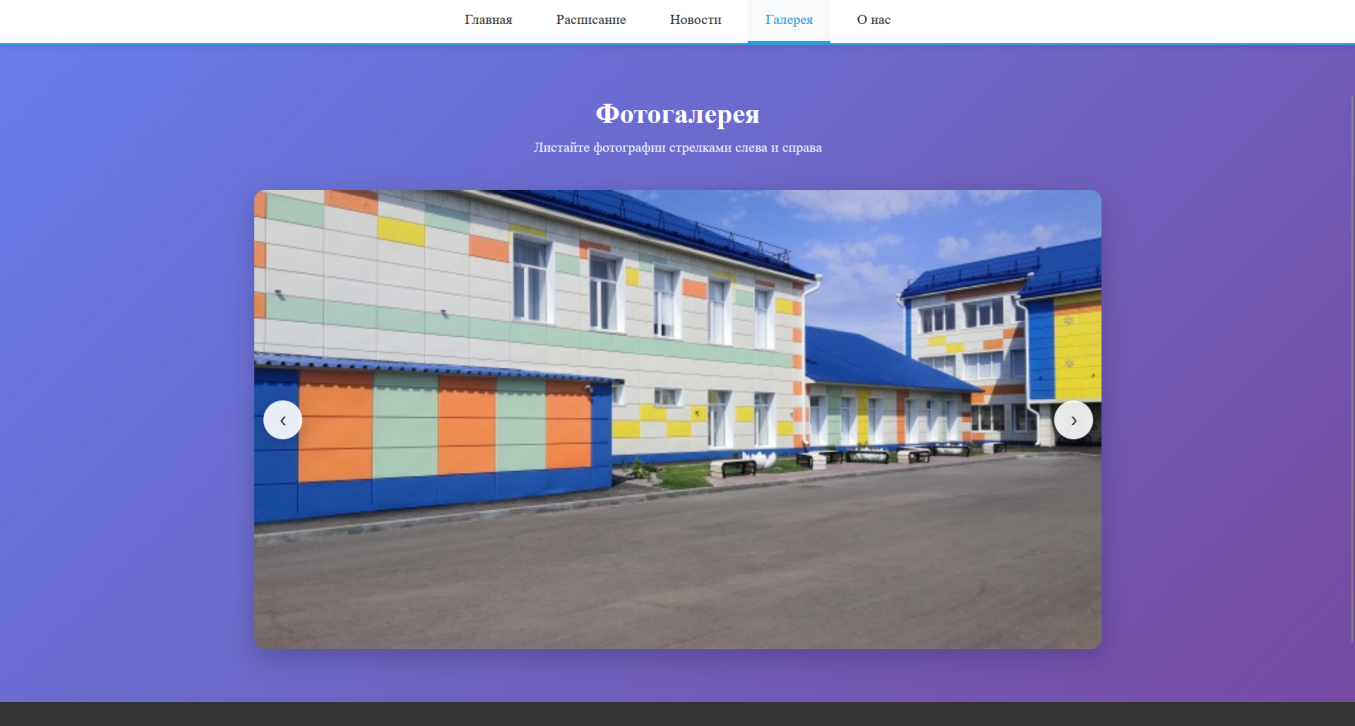 Главная Расписание Новости Галерея О нас
Фотогалерея
Листайте фотографии стрелками слева и справа
‹ ›